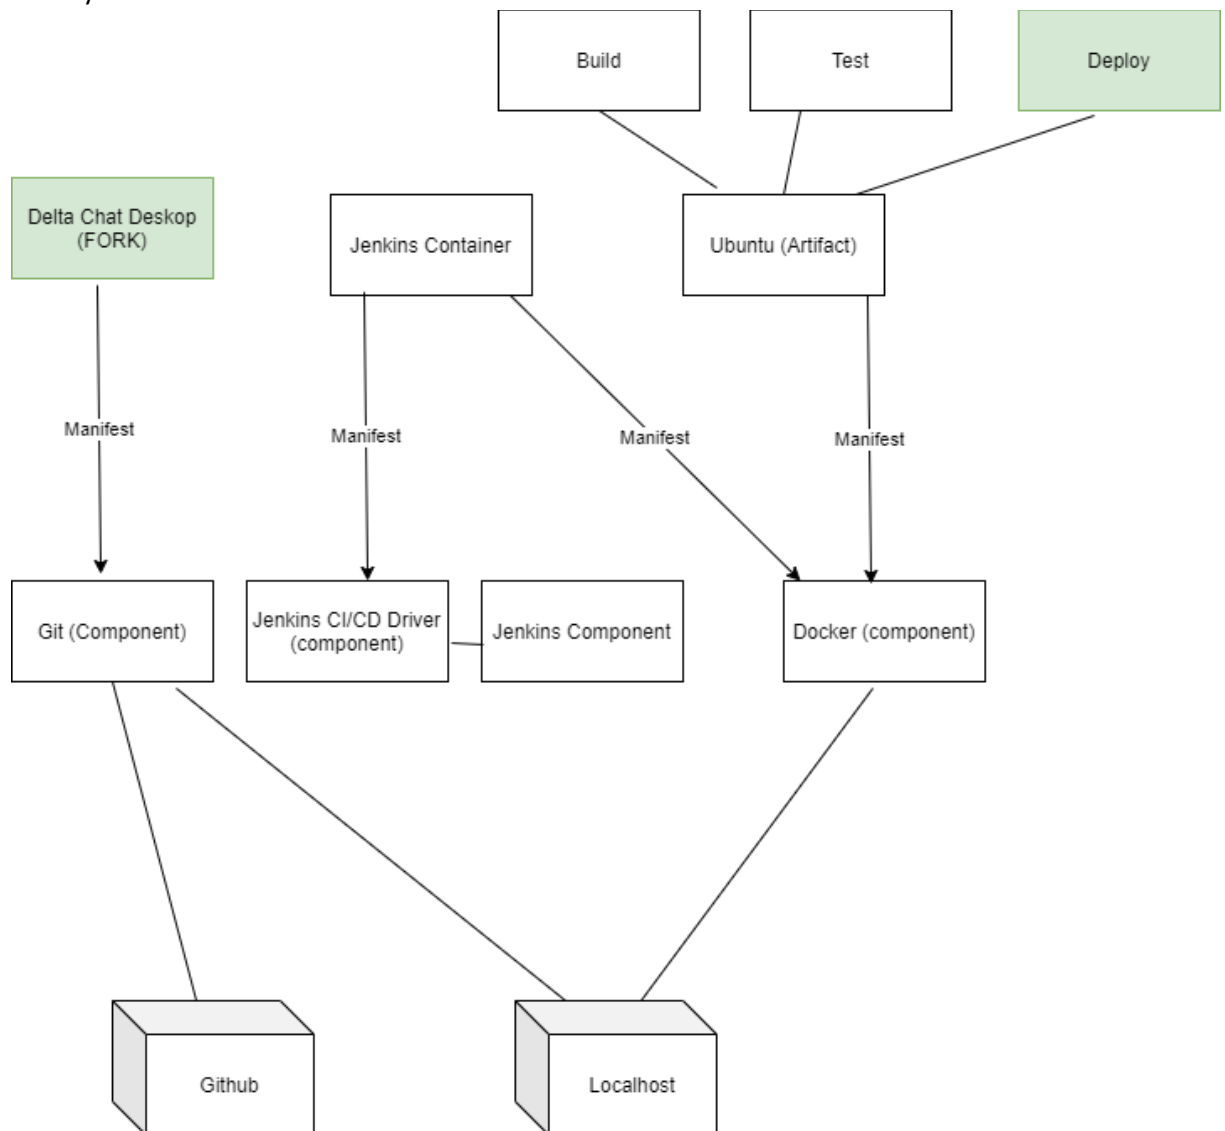 Build
Test
Deploy
Delta Chat Deskop
(FORK)
Jenkins Container
Ubuntu (Artifact)
Manifest
Manifest
Manifest
Manifest
Git (Component)
Jenkins CI/CD Driver
(component)
Jenkins Component
Docker (component)
Github
Localhost